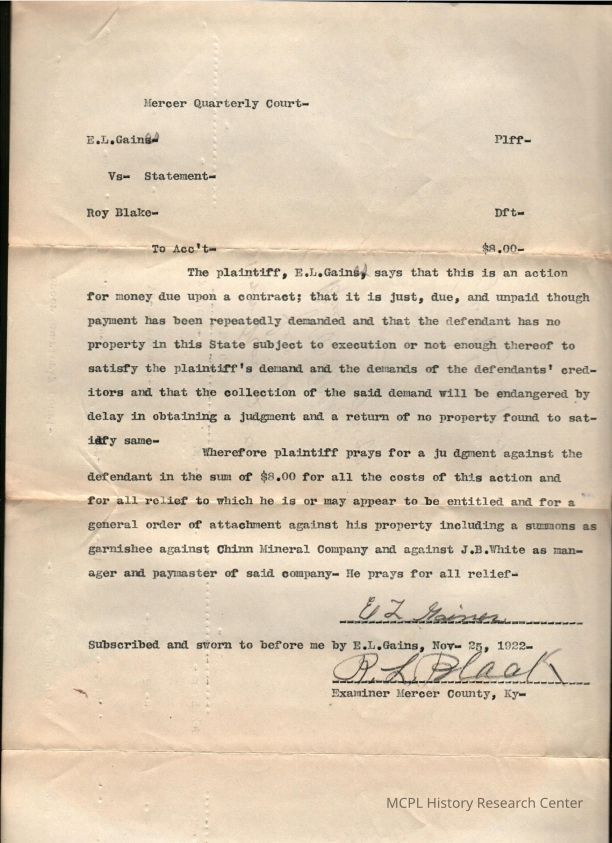 Mercer Quarterly Court-
E.L.Gaines- Plff-
Vs- Statement-
Roy Blake- Dft-
To Acc't- $8.00-
The plaintiff, E.L.Gains, says that this is an action
for money due upon a contract; that it is just, due, and unpaid though
payment has been repeatedly demanded and that the defendant has no
property in this State subject to execution or not enough thereof to
satisfy the plaintiff's demand and the demands of the defendants' cred-
itors and that the collection of the said demand will be endangered by
delay in obtaining a judgment and a return of no property found to sat-
idfy same-
Wherefore plaintiff prays for a ju dgment against the
defendant in the sum of $8.00 for all the costs of this action and
for all relief to which he is or may appear to be entitled and for a
general order of attachment against his property including a summons as
garnishee against Chinn Mineral Company and against J.B.White as man-
ager and paymaster of said company- He prays for all relief-
E L Gaines
Subscribed and sworn to before me by E.L.Gains, Nov- 25, 1922-
R. L. Black
Examiner Mercer County, Ky-
MCPL History Research Center